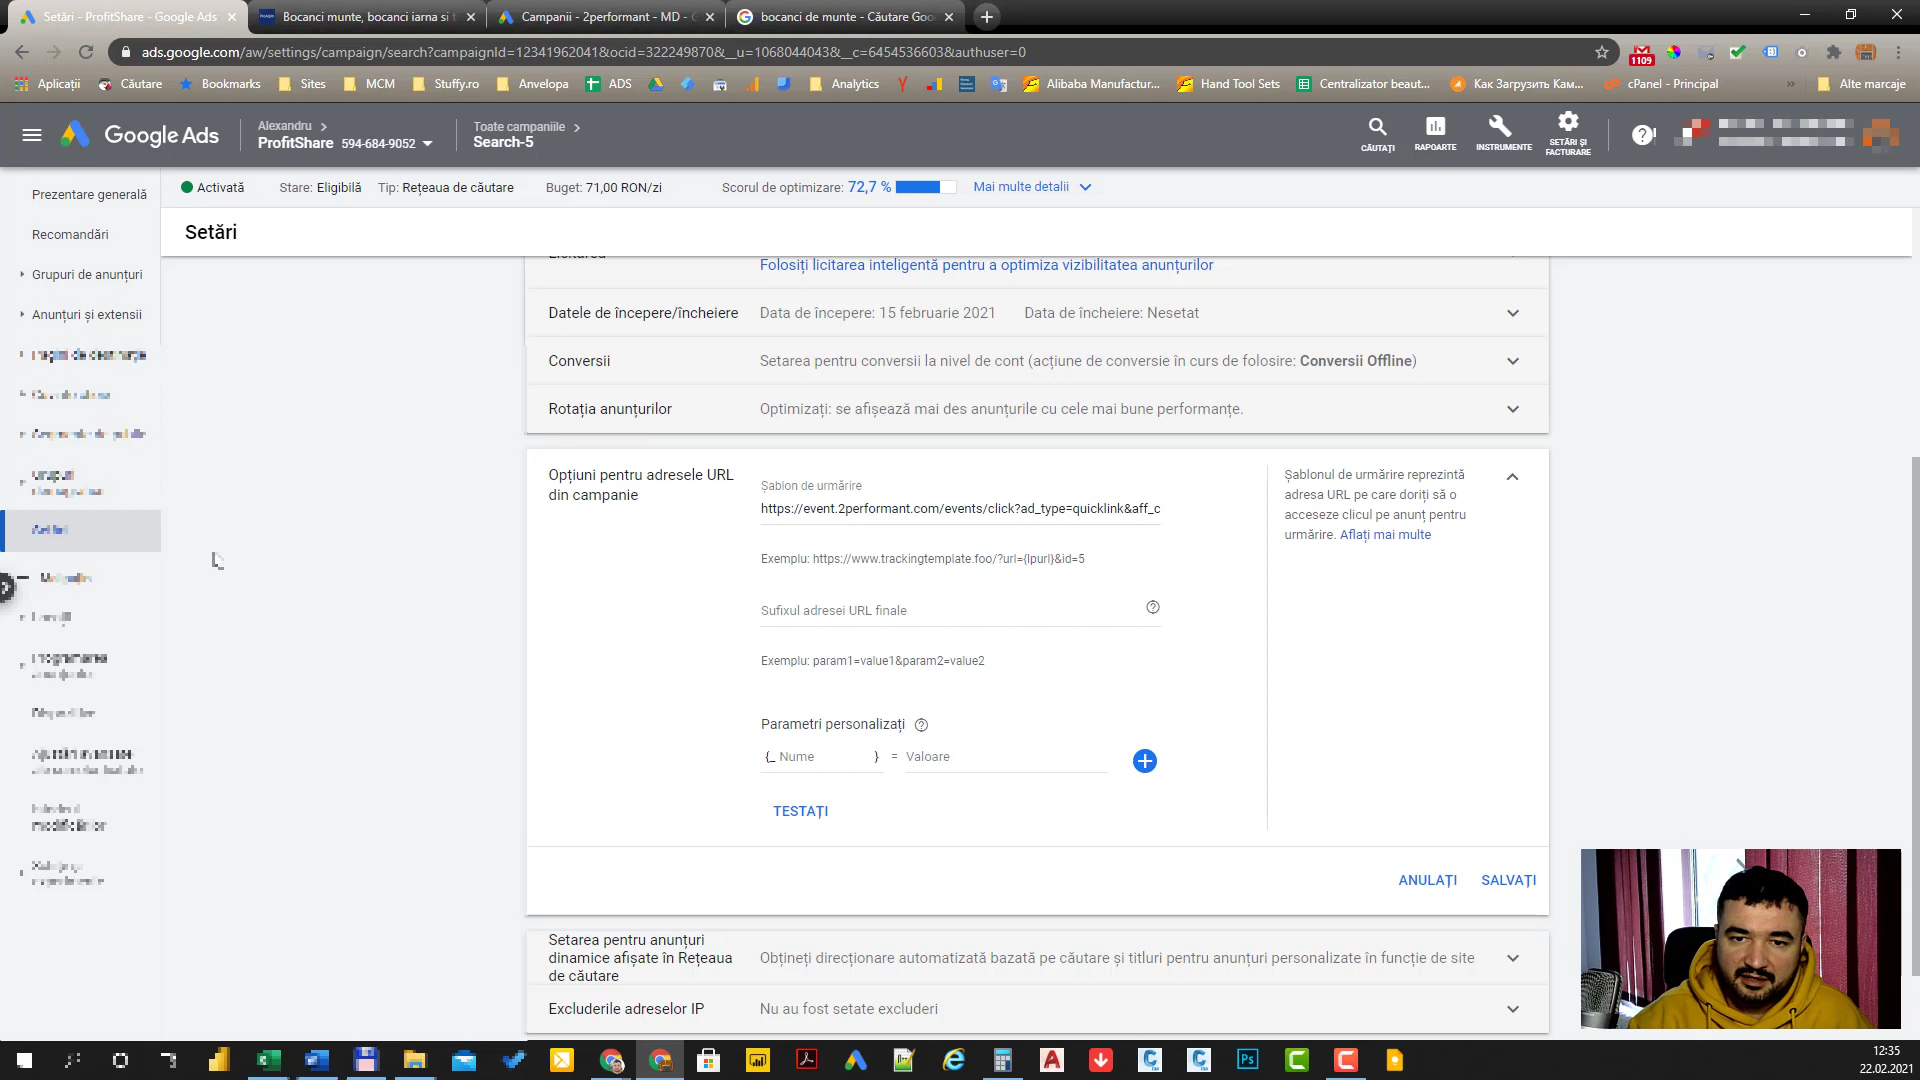 Setări - ProfitShare - Google Ads
Bocanci munte, bocanci iarna si t
Campanii - 2performant - MD - G
bocanci de munte - Căutare Goo
ads.google.com/aw/settings/campaign/search?campaignId=12341962041&ocid=322249870&__u=1068044043&__c=6454536603&authuser=0
1109
Aplicații
Căutare
Bookmarks
Sites
MCM
Stuffy.ro
Anvelopa
ADS
Analytics
Alibaba Manufactur...
Hand Tool Sets
Centralizator beaut...
Как Загрузить Кам...
cPanel - Principal
Alte marcaje
Google Ads
Alexandru
ProfitShare 594-684-9052
Toate campaniile
Search-5
CĂUTAȚI
RAPOARTE
INSTRUMENTE
SETĂRI ȘI FACTURARE
Activată
Stare: Eligibilă
Tip: Rețeaua de căutare
Buget: 71,00 RON/zi
Scorul de optimizare: 72,7 %
Mai multe detalii
Prezentare generală
Recomandări
Grupuri de anunțuri
Anunțuri și extensii
Setări
Folosiți licitarea inteligentă pentru a optimiza vizibilitatea anunțurilor
Datele de începere/încheiere
Data de începere: 15 februarie 2021
Data de încheiere: Nesetat
Conversii
Setarea pentru conversii la nivel de cont (acțiune de conversie în curs de folosire: Conversii Offline)
Rotația anunțurilor
Optimizați: se afișează mai des anunțurile cu cele mai bune performanțe.
Opțiuni pentru adresele URL
din campanie
Șablon de urmărire
https://event.2performant.com/events/click?ad_type=quicklink&aff_c
Exemplu: https://www.trackingtemplate.foo/?url={lpurl}&id=5
Sufixul adresei URL finale
Exemplu: param1=value1&param2=value2
Parametri personalizați
{_ Nume } = Valoare
TESTAȚI
Șablonul de urmărire reprezintă
adresa URL pe care doriți să o
acceseze clicul pe anunț pentru
urmărire. Aflați mai multe
ANULAȚI
SALVAȚI
Setarea pentru anunțuri
dinamice afișate în Rețeaua
de căutare
Obțineți direcționare automatizată bazată pe căutare și titluri pentru anunțuri personalizate în funcție de site
Excluderile adreselor IP
Nu au fost setate excluderi
12:35
22.02.2021